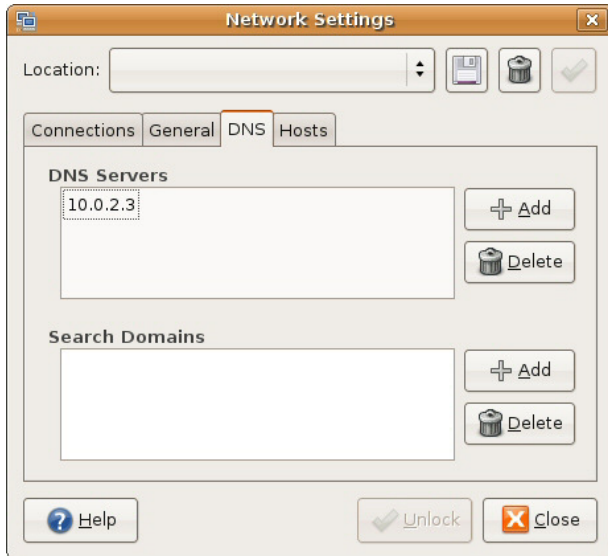 Network Settings
Location:
Connections General DNS Hosts
DNS Servers
10.0.2.3
Add
Delete
Search Domains
Add
Delete
Help Unlock Close